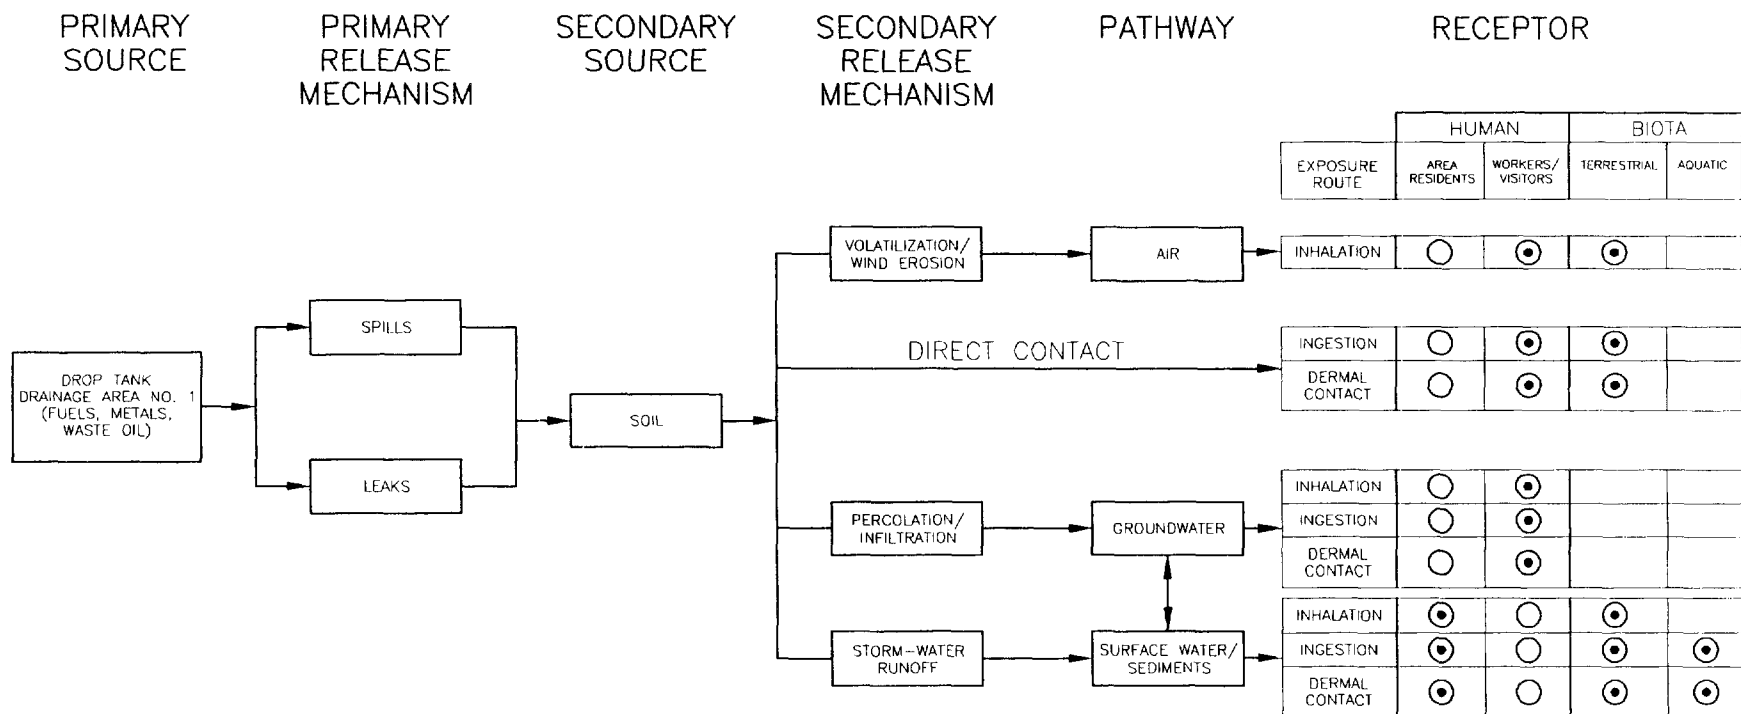 PRIMARY
SOURCE
PRIMARY
RELEASE
MECHANISM
SECONDARY
SOURCE
SECONDARY
RELEASE
MECHANISM
PATHWAY
RECEPTOR
HUMAN
BIOTA
EXPOSURE
ROUTE
AREA
RESIDENTS
WORKERS/
VISITORS
TERRESTRIAL
AQUATIC
VOLATILIZATION/
WIND EROSION
AIR
INHALATION
SPILLS
DIRECT CONTACT
INGESTION
DERMAL
CONTACT
DROP TANK
DRAINAGE AREA NO. 1
(FUELS, METALS,
WASTE OIL)
SOIL
LEAKS
PERCOLATION/
INFILTRATION
GROUNDWATER
INHALATION
INGESTION
DERMAL
CONTACT
STORM-WATER
RUNOFF
SURFACE WATER/
SEDIMENTS
INHALATION
INGESTION
DERMAL
CONTACT